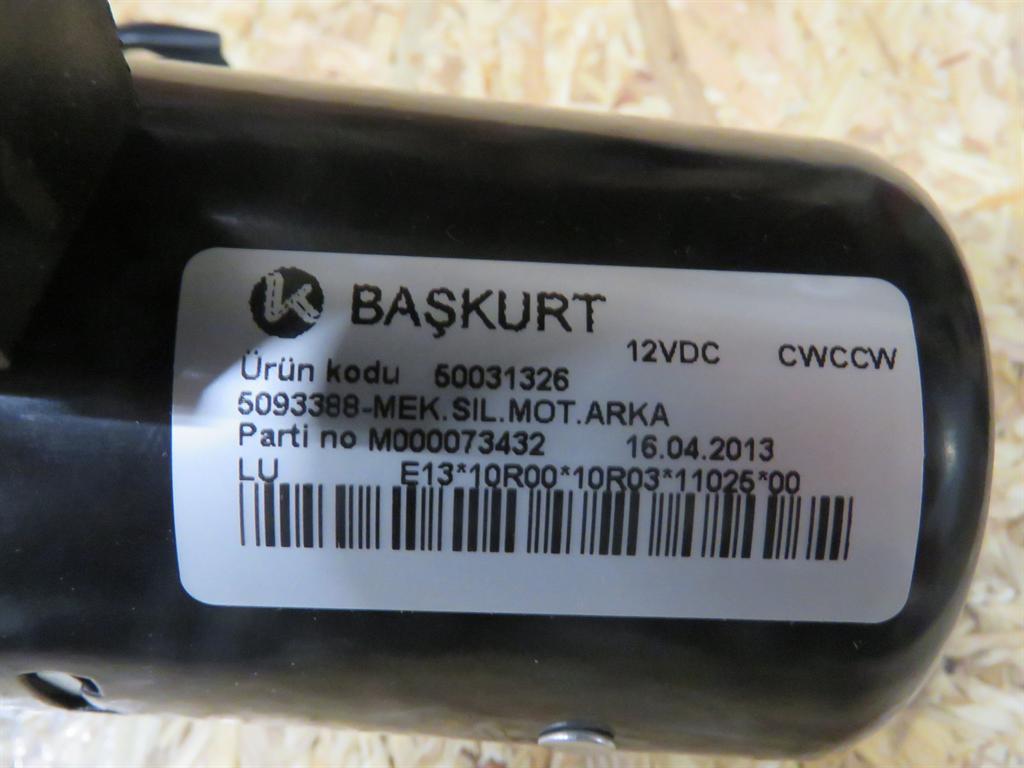 BAŞKURT
12VDC CWCCW
Ürün kodu 50031326
5093388-MEK.SIL.MOT.ARKA
Parti no M000073432 16.04.2013
LU E13*10R00*10R03*11025*00